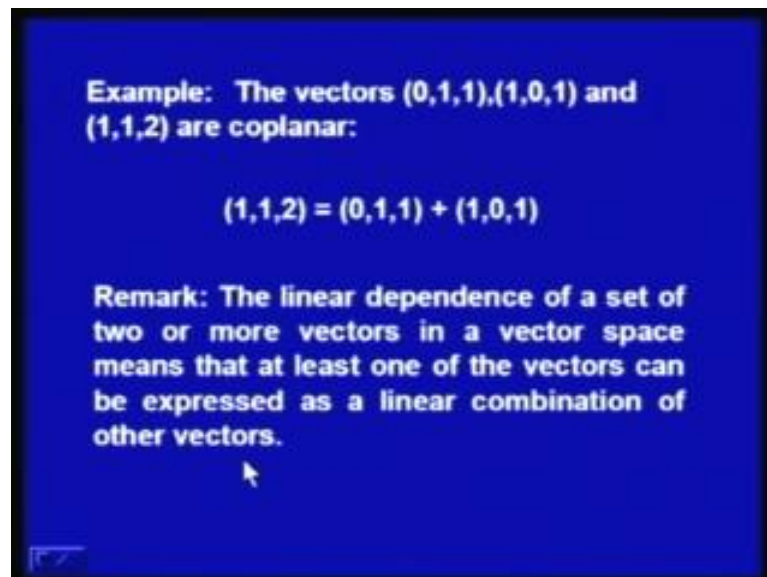 Example: The vectors (0,1,1),(1,0,1) and
(1,1,2) are coplanar:
(1,1,2) = (0,1,1) + (1,0,1)
Remark: The linear dependence of a set of
two or more vectors in a vector space
means that at least one of the vectors can
be expressed as a linear combination of
other vectors.